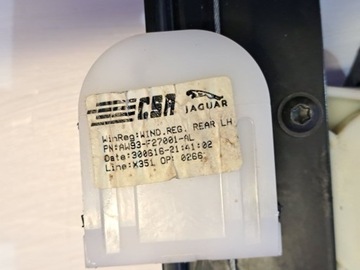 CSA JAGUAR
WinReg:WIND.REG. REAR LH
PN:AW93-F27001-AL
Date:300616-21:41:02
Line:X351 OP: 0266